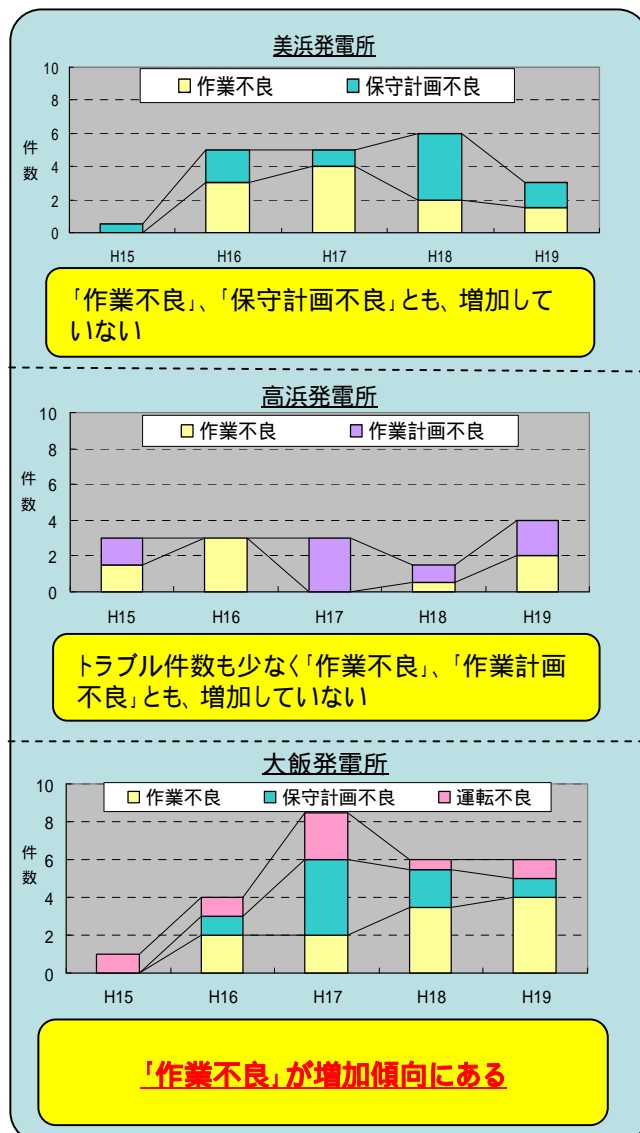 美浜発電所
10
作業不良 保守計画不良
8
6
件数
4
2
0
H15 H16 H17 H18 H19
「作業不良」、「保守計画不良」とも、増加して
いない
高浜発電所
10
作業不良 作業計画不良
8
6
件数
4
2
0
H15 H16 H17 H18 H19
トラブル件数も少なく「作業不良」、「作業計画
不良」とも、増加していない
大飯発電所
10
作業不良 保守計画不良 運転不良
8
件数
6
4
2
0
H15 H16 H17 H18 H19
「作業不良」が増加傾向にある